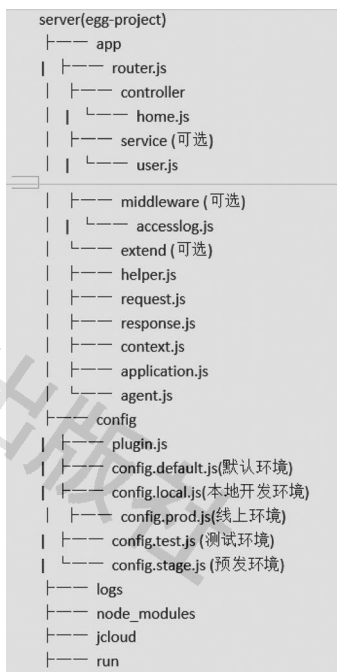 server(egg-project)
├── app
| ├── router.js
│ ├── controller
│ | └── home.js
│ ├── service (可选)
│ | └── user.js
│ ├── middleware (可选)
│ | └── accesslog.js
│ └── extend (可选)
│ ├── helper.js
│ ├── request.js
│ ├── response.js
│ ├── context.js
│ ├── application.js
│ └── agent.js
├── config
| ├── plugin.js
| ├── config.default.js(默认环境)
| ├── config.local.js(本地开发环境)
│ ├── config.prod.js(线上环境)
| ├── config.test.js (测试环境)
| └── config.stage.js (预发环境)
├── logs
├── node_modules
├── jcloud
├── run
出版社